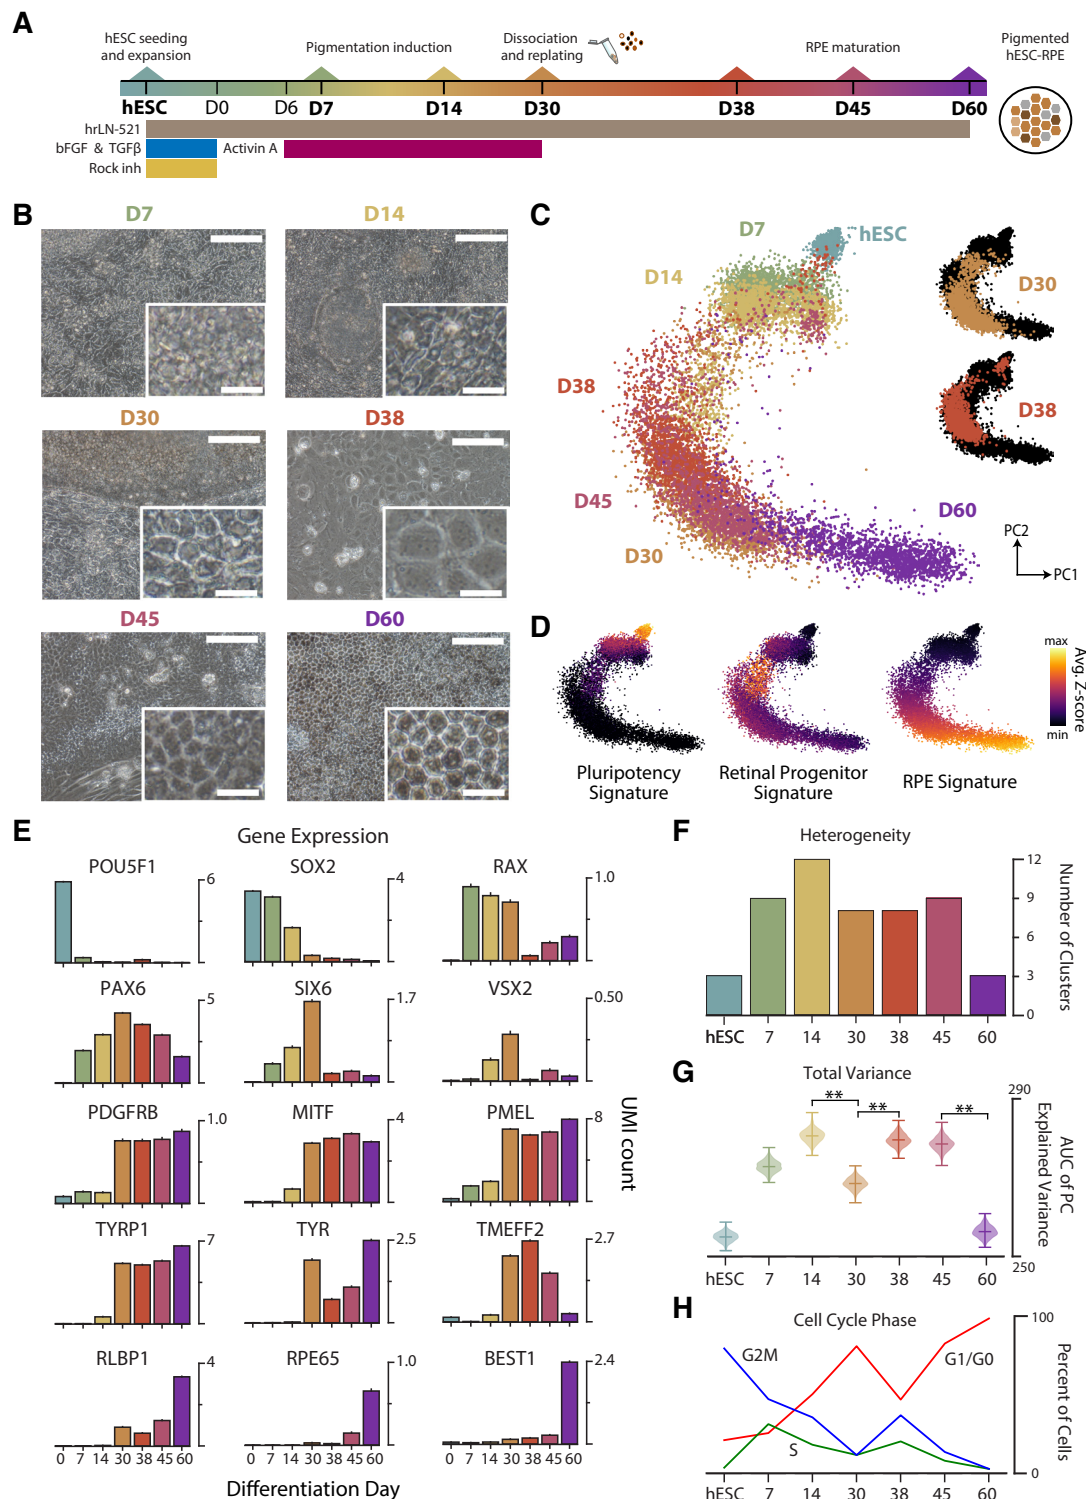 A
hESC seeding
and expansion
Pigmentation induction
Dissociation
and replating
RPE maturation
Pigmented
hESC-RPE
hESC D0 D6 D7 D14 D30 D38 D45 D60
hrLN-521
bFGF & TGFβ
Activin A
Rock inh
B
D7 D14
D30 D38
D45 D60
C
hESC
D7
D14
D38
D45
D30
D60
D30
D38
PC2
PC1
D
Pluripotency
Signature
Retinal Progenitor
Signature
RPE Signature
max
min
Avg. Z-score
E
Gene Expression
POU5F1 6
SOX2 4
RAX 1.0
PAX6 5
SIX6 1.7
VSX2 0.50
PDGFRB 1.0
MITF 4
PMEL 8
TYRP1 7
TYR 2.5
TMEFF2 2.7
RLBP1 4
RPE65 1.0
BEST1 2.4
UMI count
0 7 14 30 38 45 60
0 7 14 30 38 45 60
0 7 14 30 38 45 60
Differentiation Day
F
Heterogeneity
12
9
6
3
0
Number of Clusters
hESC 7 14 30 38 45 60
G
Total Variance
** ** **
290
250
AUC of PC
Explained Variance
hESC 7 14 30 38 45 60
H
Cell Cycle Phase
G2M
S
G1/G0
100
0
Percent of Cells
hESC 7 14 30 38 45 60